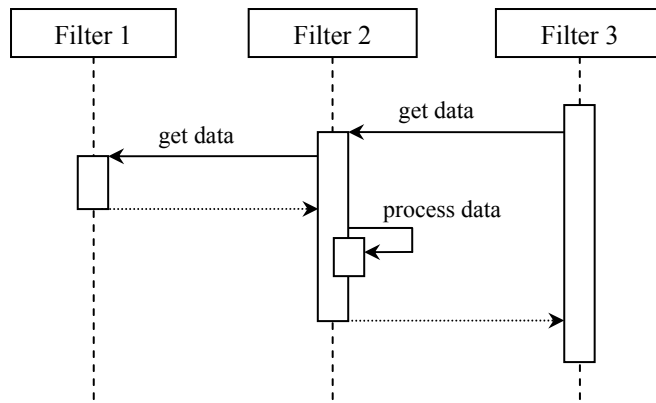 Filter 1
Filter 2
Filter 3
get data
get data
process data